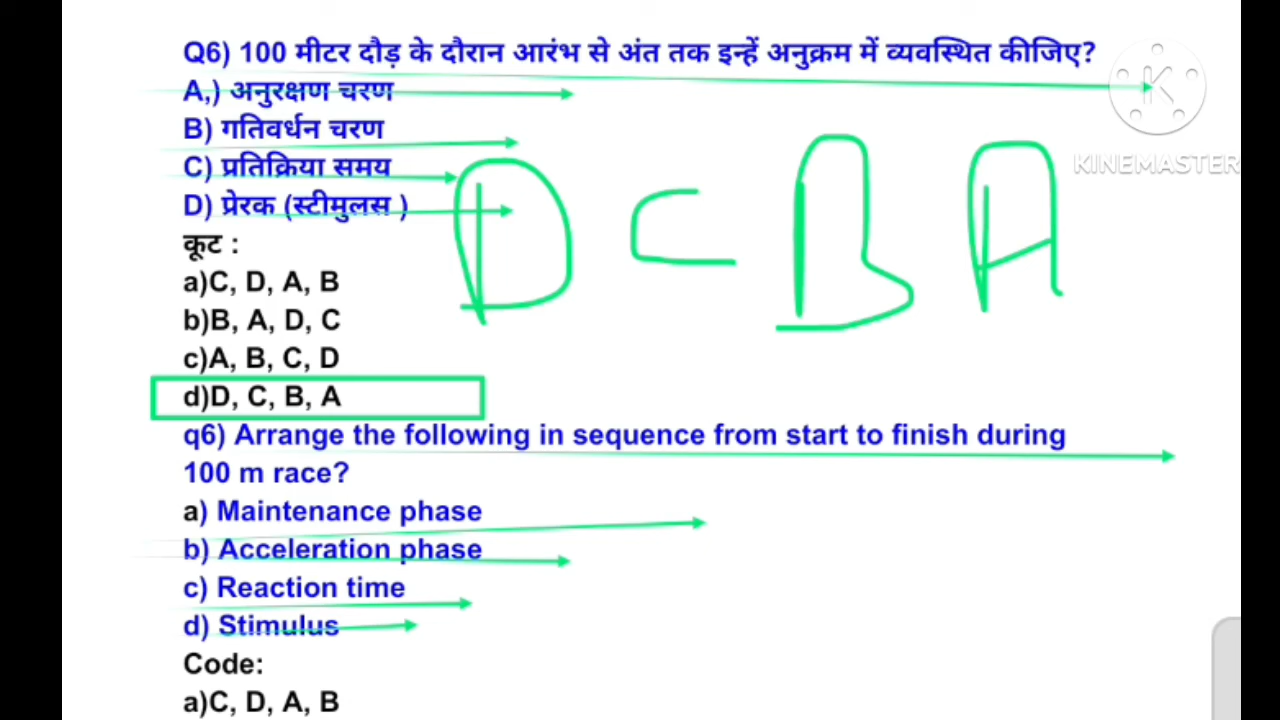 Q6) 100 मीटर दौड़ के दौरान आरंभ से अंत तक इन्हें अनुक्रम में व्यवस्थित कीजिए?
A,) अनुरक्षण चरण
B) गतिवर्धन चरण
C) प्रतिक्रिया समय
D) प्रेरक (स्टीमुलस )
D C B A
K
KINEMASTER
कूट :
a)C, D, A, B
b)B, A, D, C
c)A, B, C, D
d)D, C, B, A
q6) Arrange the following in sequence from start to finish during
100 m race?
a) Maintenance phase
b) Acceleration phase
c) Reaction time
d) Stimulus
Code:
a)C, D, A, B